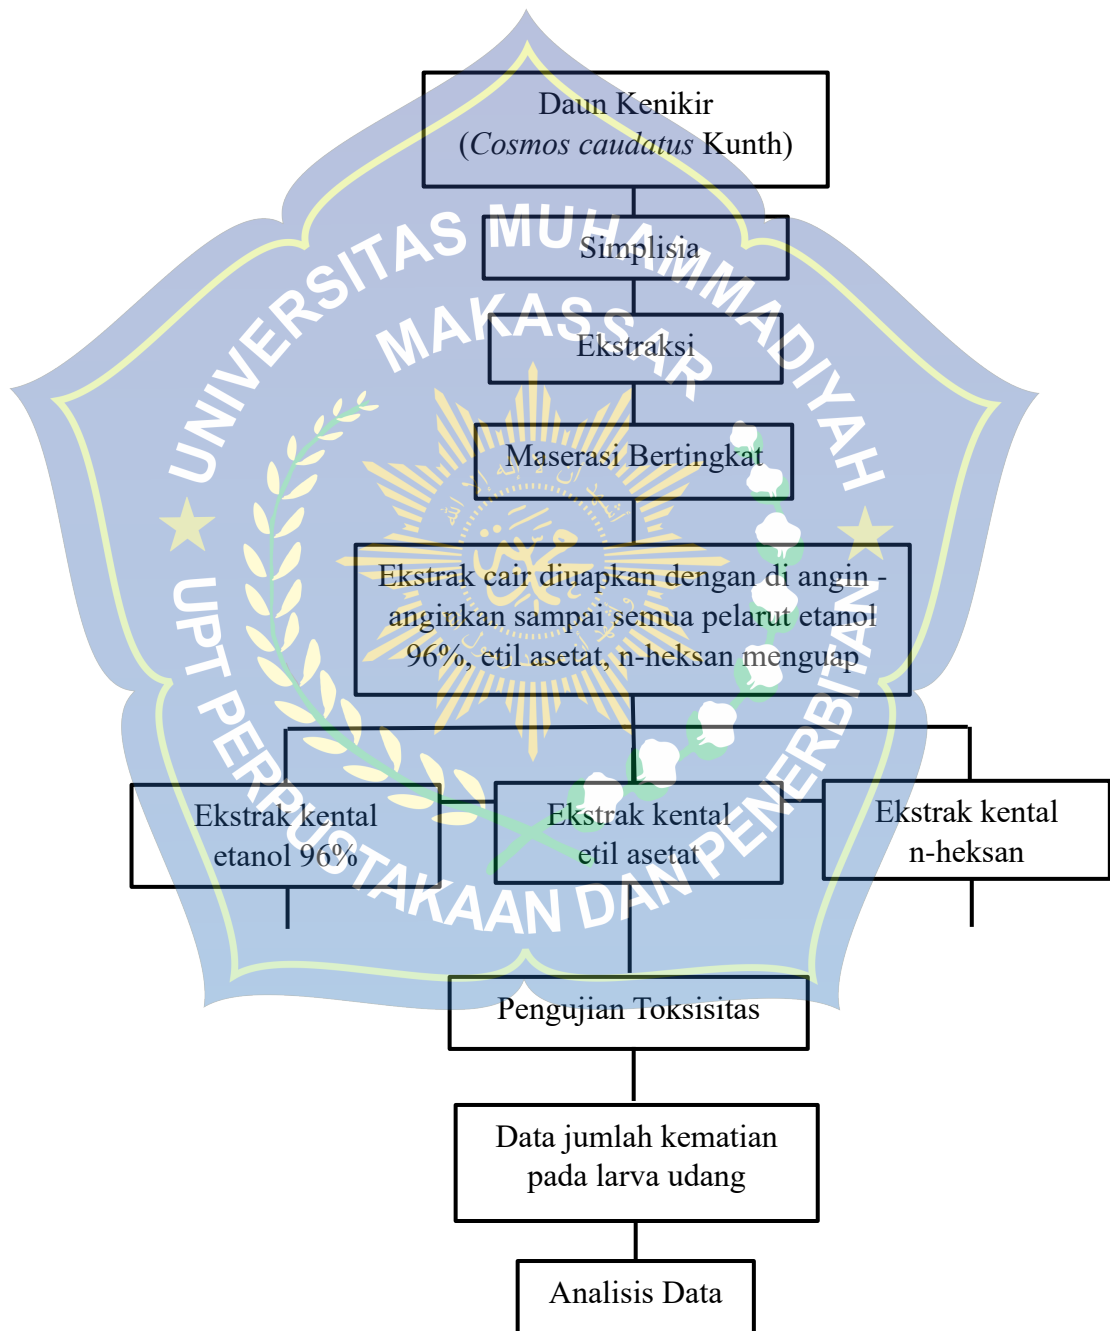 Daun Kenikir
(Cosmos caudatus Kunth)
Simplisia
Ekstraksi
Maserasi Bertingkat
Ekstrak cair diuapkan dengan di angin -
anginkan sampai semua pelarut etanol
96%, etil asetat, n-heksan menguap
Ekstrak kental
etanol 96%
Ekstrak kental
etil asetat
Ekstrak kental
n-heksan
Pengujian Toksisitas
Data jumlah kematian
pada larva udang
Analisis Data
UNIVERSITAS MUHAMMADIYAH
MAKASSAR
UPT PERPUSTAKAAN DAN PENERBITAN